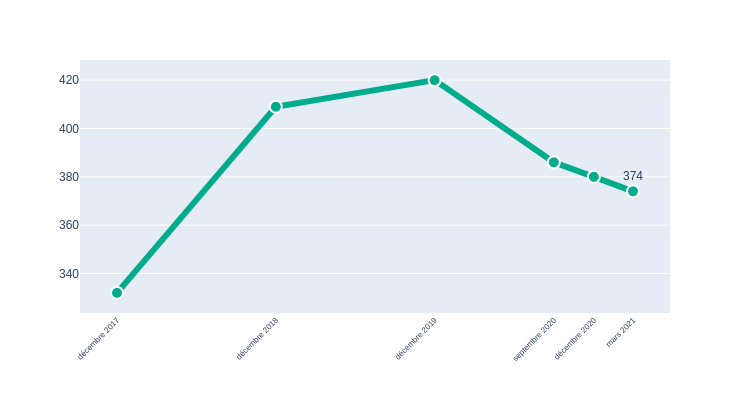 420
400
380
360
340
374
décembre 2017
décembre 2018
décembre 2019
septembre 2020
décembre 2020
mars 2021